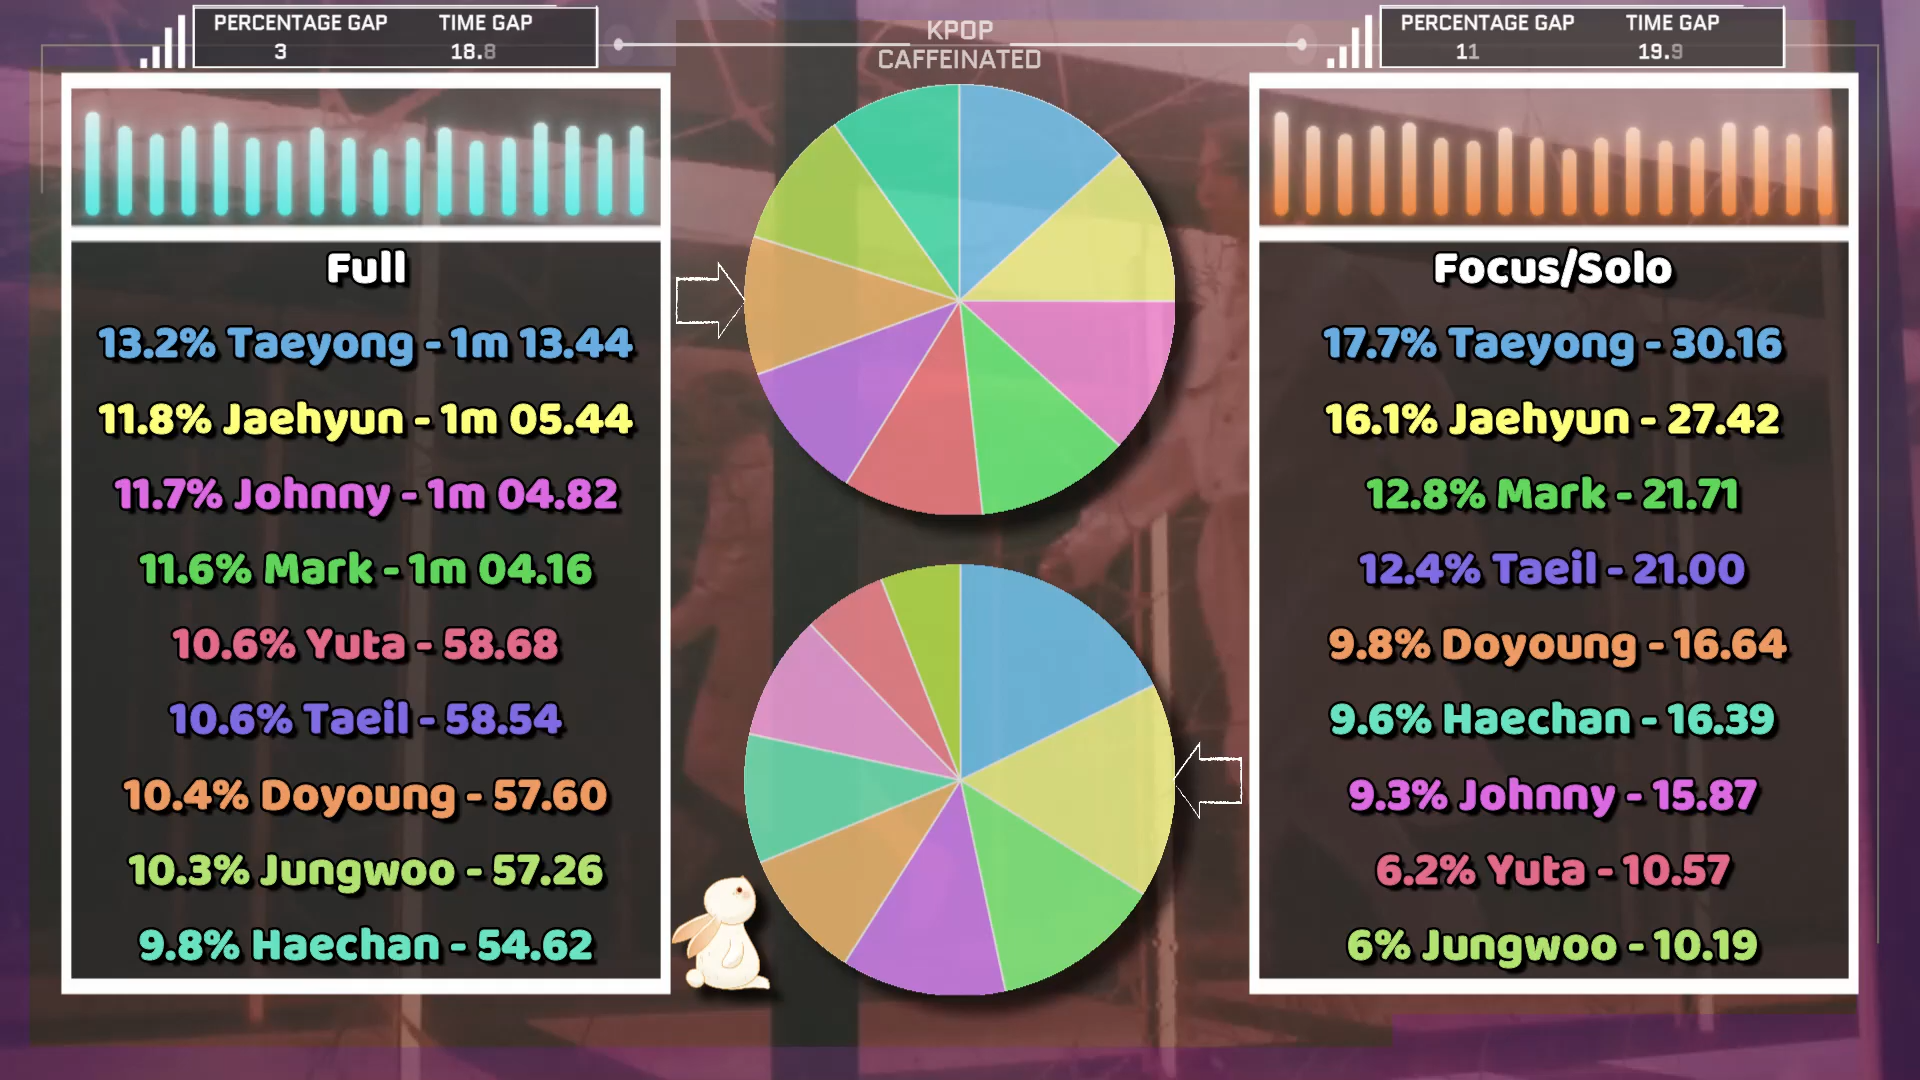 PERCENTAGE GAP TIME GAP
3 18.8
KPOP
CAFFEINATED
PERCENTAGE GAP TIME GAP
11 19.9
Full
13.2% Taeyong - 1m 13.44
11.8% Jaehyun - 1m 05.44
11.7% Johnny - 1m 04.82
11.6% Mark - 1m 04.16
10.6% Yuta - 58.68
10.6% Taeil - 58.54
10.4% Doyoung - 57.60
10.3% Jungwoo - 57.26
9.8% Haechan - 54.62
Focus/Solo
17.7% Taeyong - 30.16
16.1% Jaehyun - 27.42
12.8% Mark - 21.71
12.4% Taeil - 21.00
9.8% Doyoung - 16.64
9.6% Haechan - 16.39
9.3% Johnny - 15.87
6.2% Yuta - 10.57
6% Jungwoo - 10.19